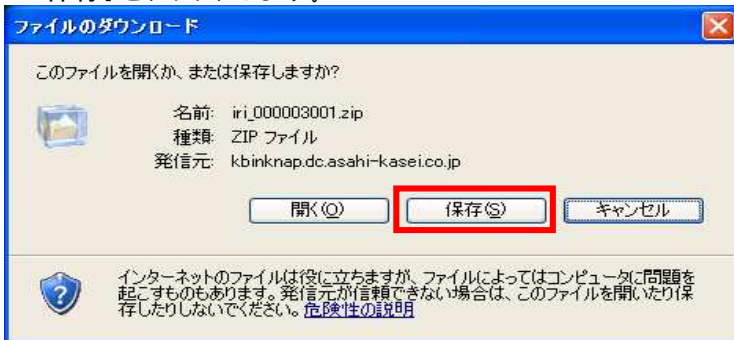 ファイルのダウンロード
このファイルを開くか、または保存しますか?
名前: iri_000003001.zip
種類: ZIP ファイル
発信元: kbinknap.dc.asahi-kasei.co.jp
開く(O) 保存(S) キャンセル
インターネットのファイルは役に立ちますが、ファイルによってはコンピュータに問題を
起こすものもあります。発信元が信頼できない場合は、このファイルを開いたり保
存したりしないでください。危険性の説明